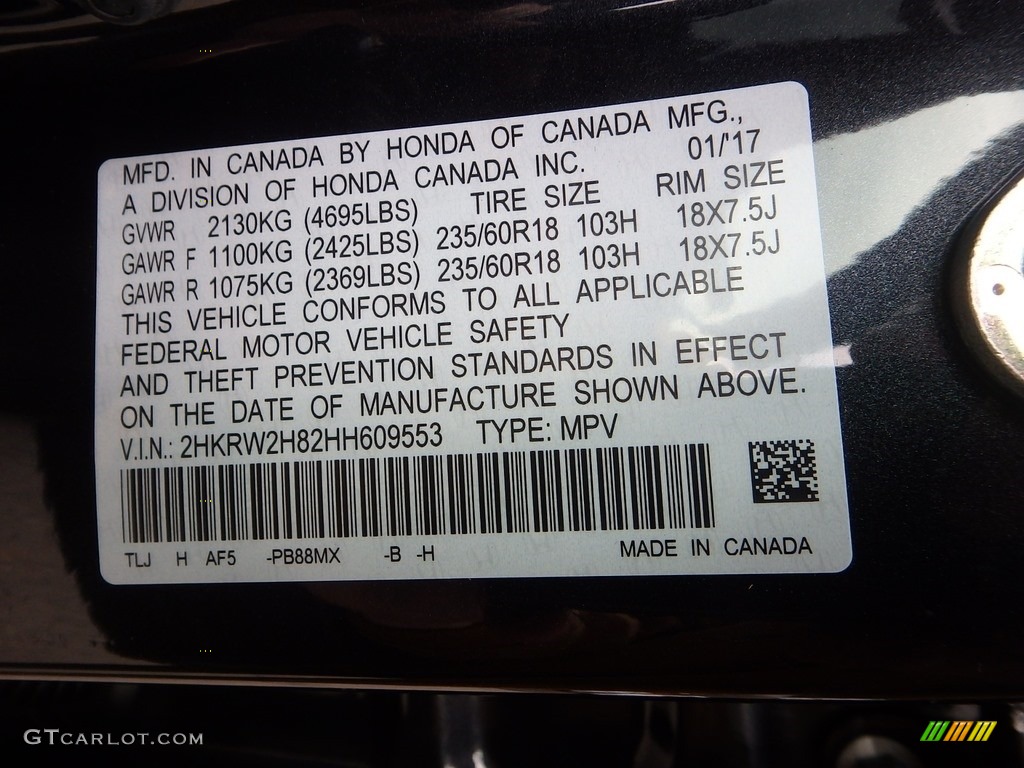 MFD. IN CANADA BY HONDA OF CANADA MFG.,
A DIVISION OF HONDA CANADA INC. 01/'17
GVWR 2130KG (4695LBS) TIRE SIZE RIM SIZE
GAWR F 1100KG (2425LBS) 235/60R18 103H 18X7.5J
GAWR R 1075KG (2369LBS) 235/60R18 103H 18X7.5J
THIS VEHICLE CONFORMS TO ALL APPLICABLE
FEDERAL MOTOR VEHICLE SAFETY
AND THEFT PREVENTION STANDARDS IN EFFECT
ON THE DATE OF MANUFACTURE SHOWN ABOVE.
V.I.N.: 2HKRW2H82HH609553 TYPE: MPV
TLJ H AF5 -PB88MX -B -H MADE IN CANADA
GTCARLOT.COM